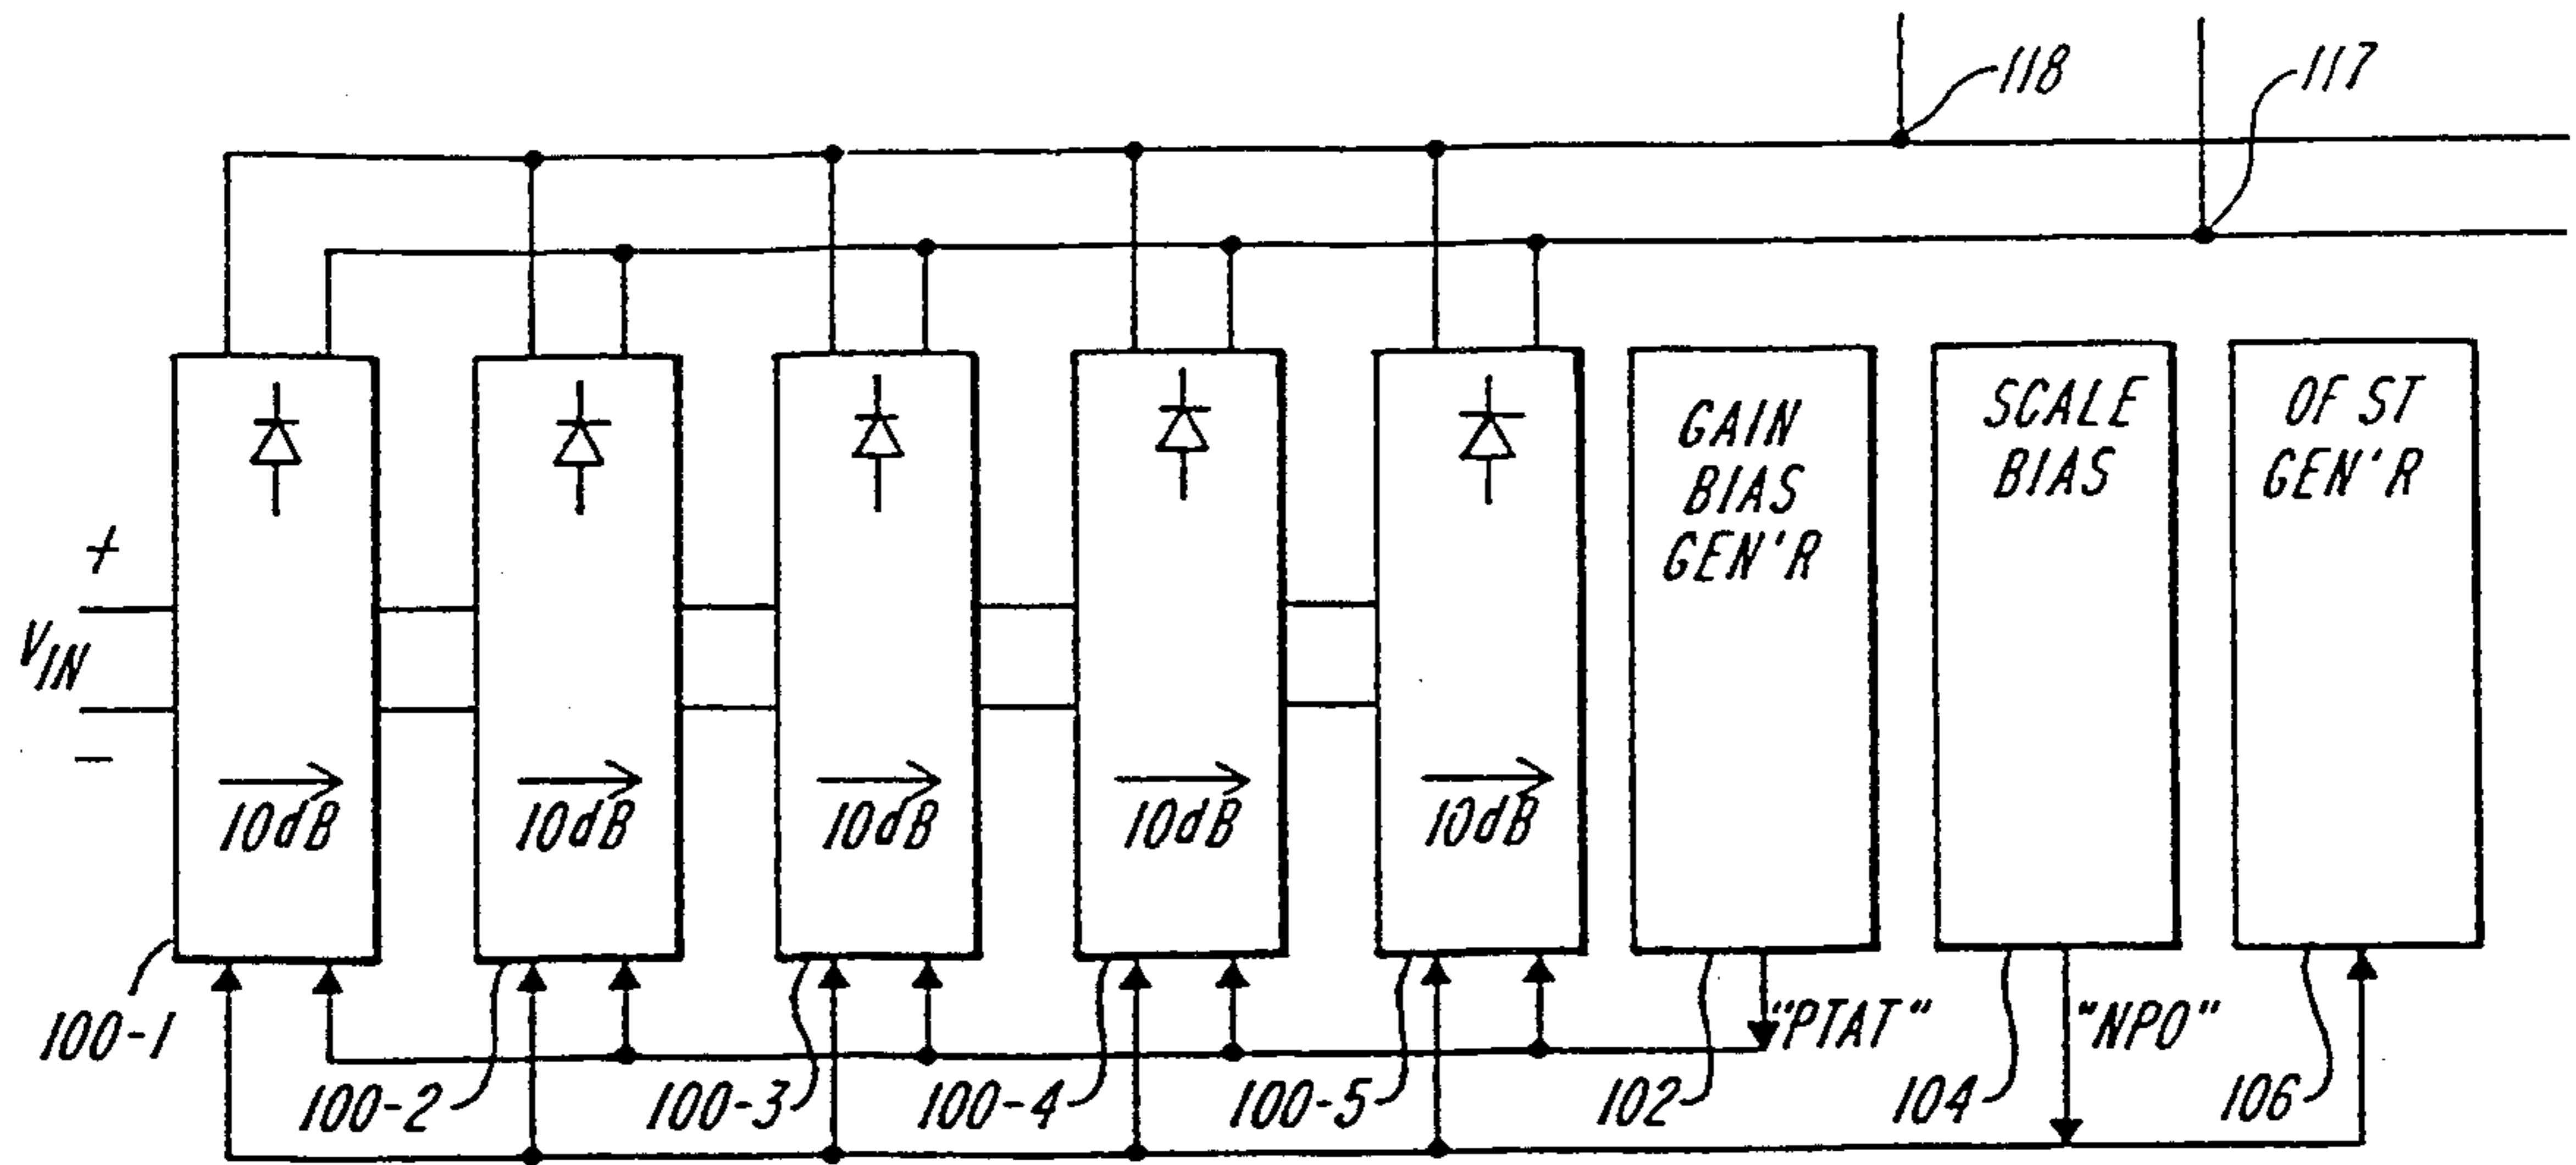 118
117
GAIN
BIAS
GEN'R
SCALE
BIAS
OF ST
GEN'R
+
VIN
−
10dB
10dB
10dB
10dB
10dB
"PTAT"
"NPO"
100-1
100-2
100-3
100-4
100-5
102
104
106